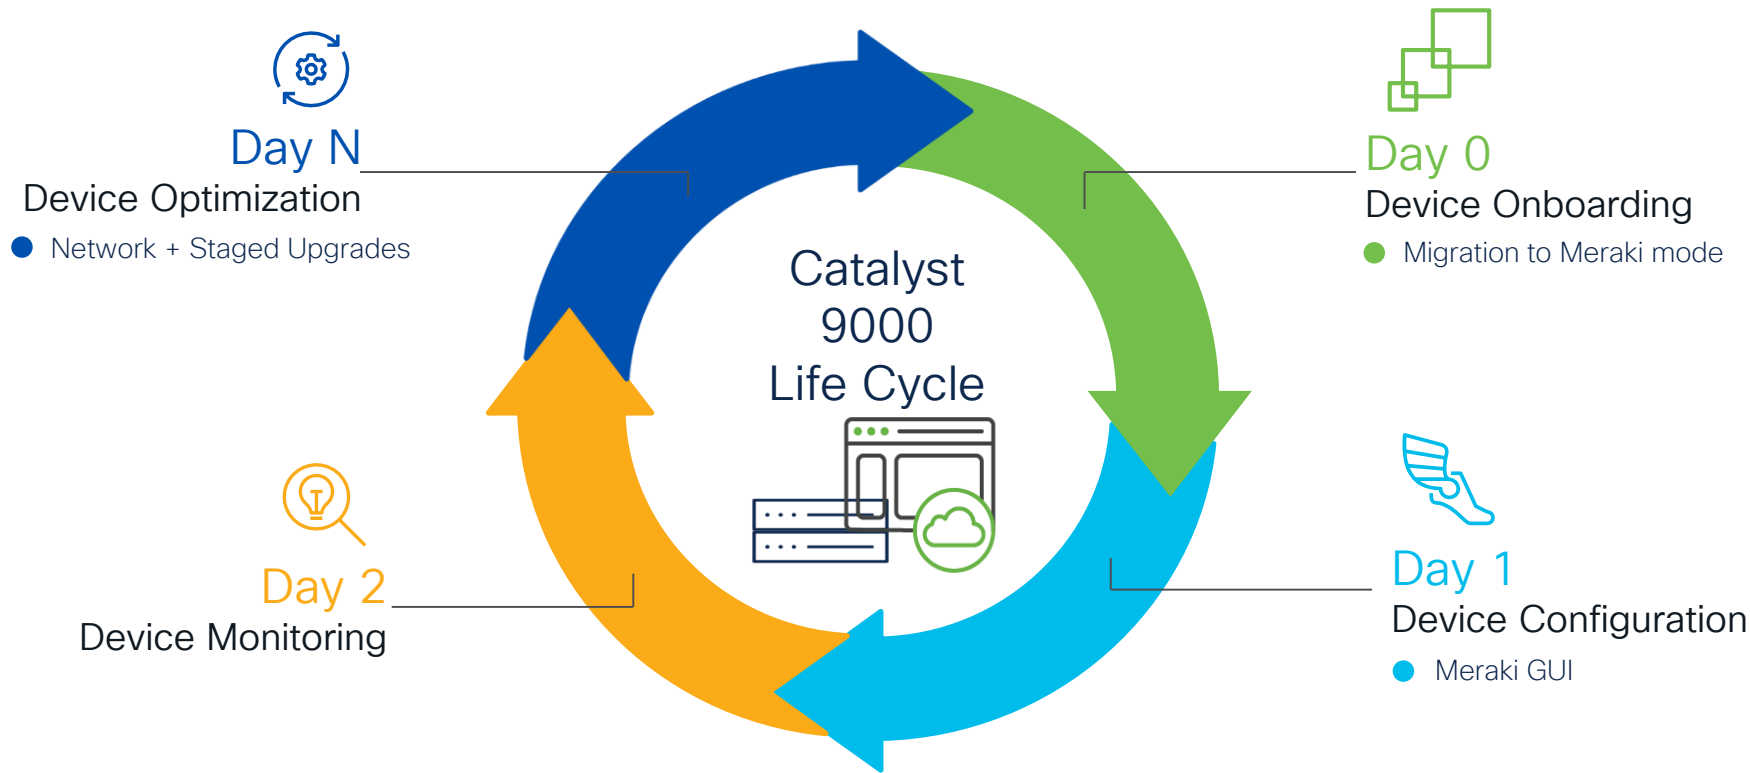 Day N
Device Optimization
Network + Staged Upgrades
Day 0
Device Onboarding
Migration to Meraki mode
Catalyst
9000
Life Cycle
Day 2
Device Monitoring
Day 1
Device Configuration
Meraki GUI